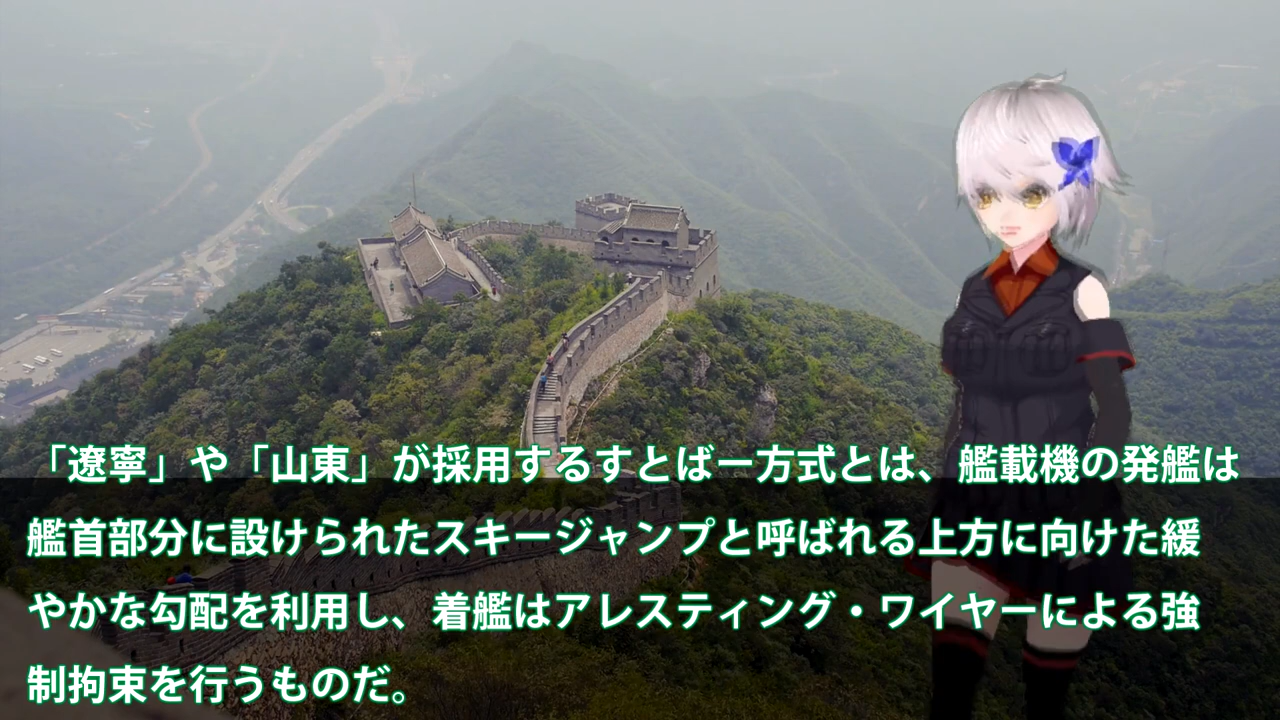 「遼寧」や「山東」が採用するすとばー方式とは、艦載機の発艦は
艦首部分に設けられたスキージャンプと呼ばれる上方に向けた緩
やかな勾配を利用し、着艦はアレスティング・ワイヤーによる強
制拘束を行うものだ。